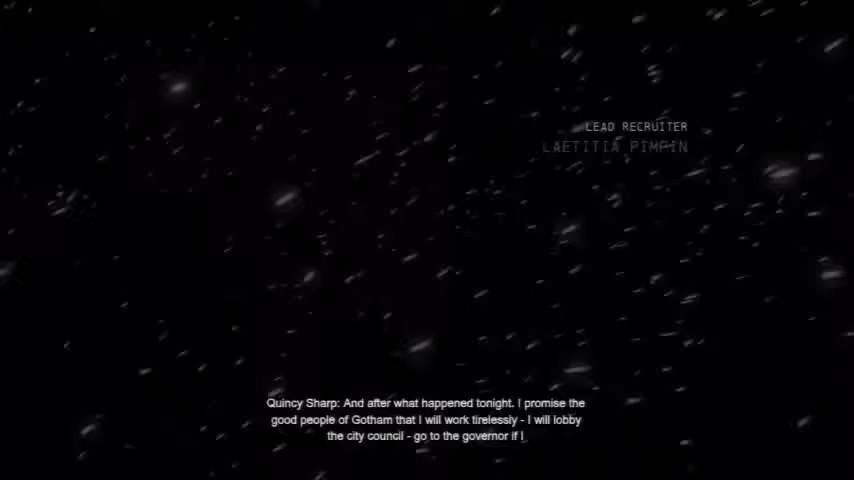 LEAD RECRUITER
LAETITIA PIMPIN
Quincy Sharp: And after what happened tonight. I promise the
good people of Gotham that I will work tirelessly - I will lobby
the city council - go to the governor if I